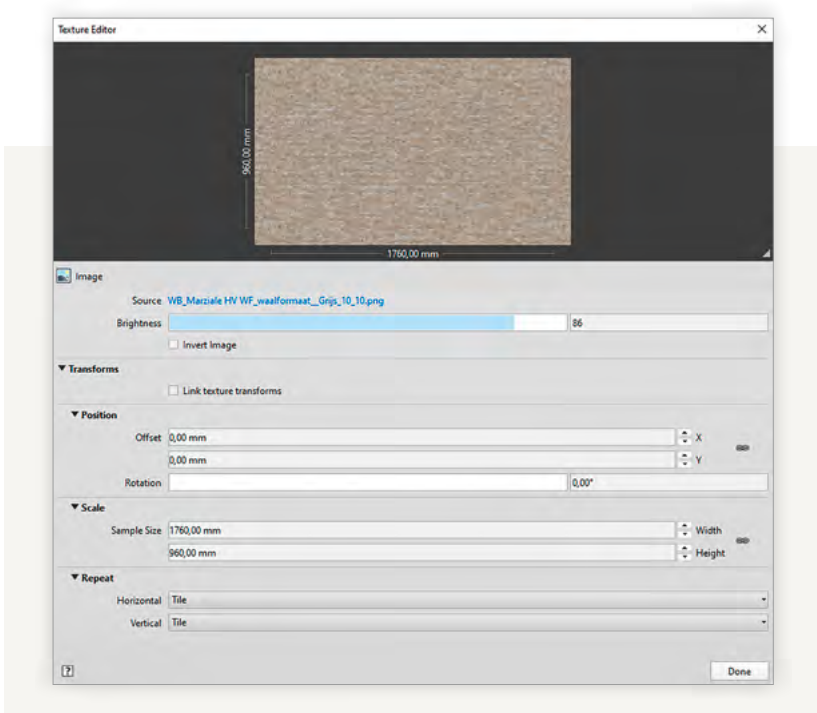 Texture Editor
960,00 mm
1760,00 mm
Image
Source WB_Marziale HV WF_waalformaat__Grijs_10_10.png
Brightness 86
Invert Image
Transforms
Link texture transforms
Position
Offset 0,00 mm X
0,00 mm Y
Rotation 0,00°
Scale
Sample Size 1760,00 mm Width
960,00 mm Height
Repeat
Horizontal Tile
Vertical Tile
? Done